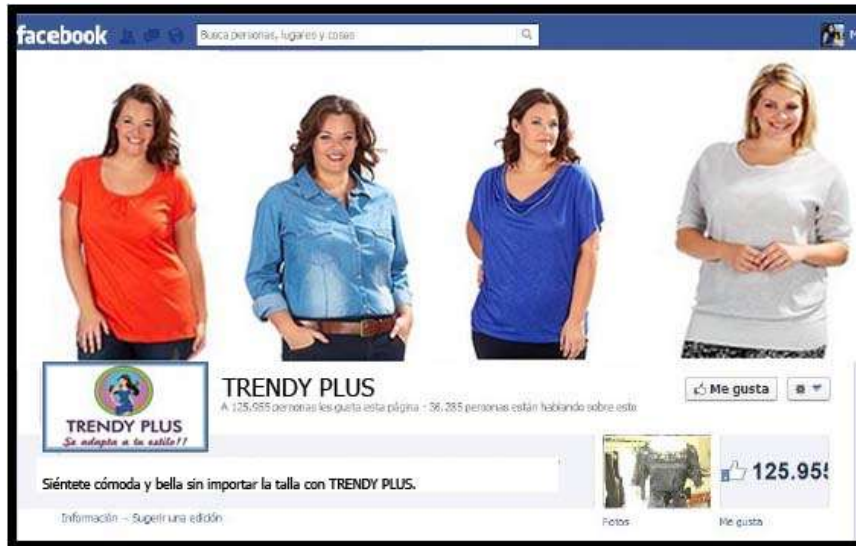 facebook
Busca personas, lugares y cosas
M
TRENDY PLUS
A 125.955 personas les gusta esta página · 36.285 personas están hablando sobre esto
Me gusta
TRENDY PLUS
Se adapta a tu estilo!!
Siéntete cómoda y bella sin importar la talla con TRENDY PLUS.
125.955
Información – Sugerir una edición
Fotos
Me gusta